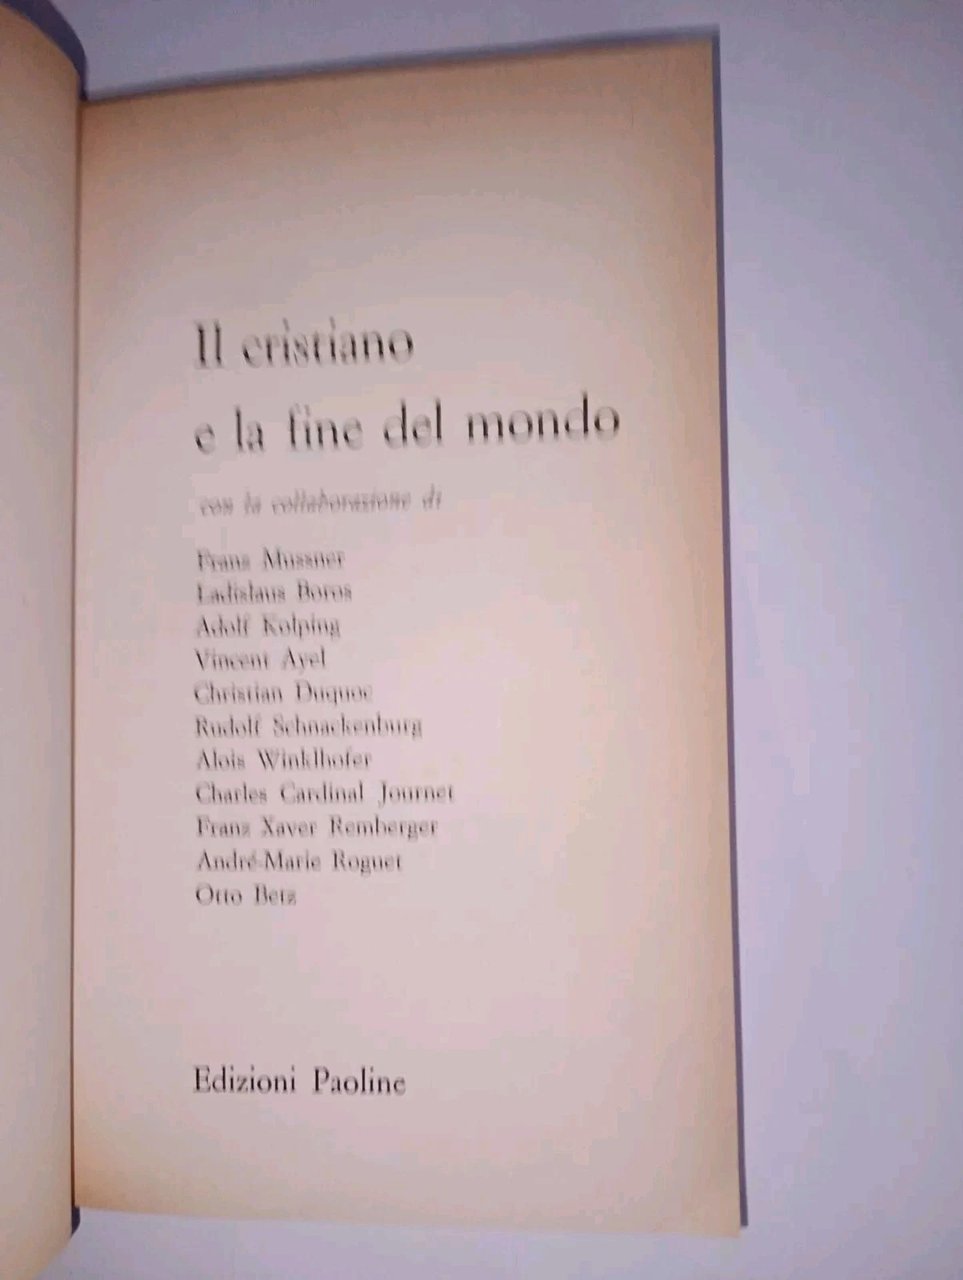 Il cristiano
e la fine del mondo
con la collaborazione di
Franz Mussner
Ladislaus Boros
Adolf Kolping
Vincent Ayel
Christian Duquoc
Rudolf Schnackenburg
Alois Winklhofer
Charles Cardinal Journet
Franz Xaver Remberger
André-Marie Roguet
Otto Betz
Edizioni Paoline